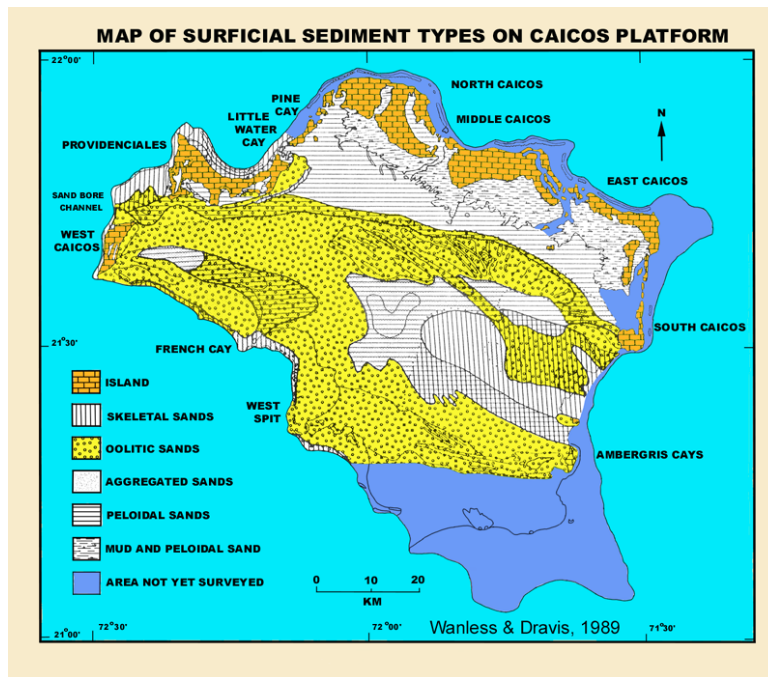 MAP OF SURFICIAL SEDIMENT TYPES ON CAICOS PLATFORM
22°00'
NORTH CAICOS
PINE
CAY
MIDDLE CAICOS
LITTLE
WATER
CAY
N
PROVIDENCIALES
EAST CAICOS
SAND BORE
CHANNEL
WEST
CAICOS
SOUTH CAICOS
21°30'
FRENCH CAY
ISLAND
WEST
SPIT
SKELETAL SANDS
OOLITIC SANDS
AMBERGRIS CAYS
AGGREGATED SANDS
PELOIDAL SANDS
MUD AND PELOIDAL SAND
AREA NOT YET SURVEYED
0 10 20
KM
Wanless & Dravis, 1989
21°00'
72°30'
72°00'
71°30'